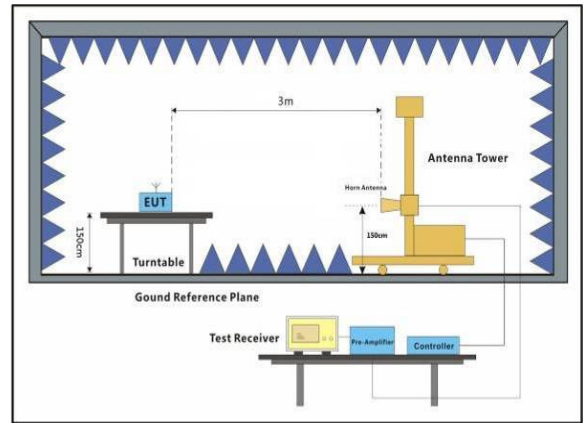 3m
Antenna Tower
Horn Antenna
EUT
150cm
150cm
Turntable
Gound Reference Plane
Test Receiver
Pre-Amplifier
Controller